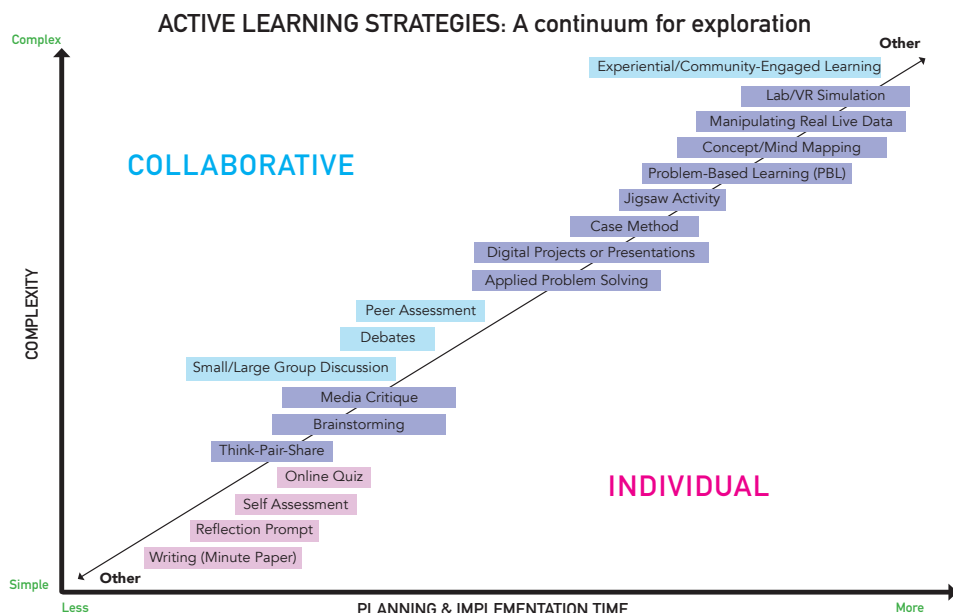 ACTIVE LEARNING STRATEGIES: A continuum for exploration
Complex
Other
Experiential/Community-Engaged Learning
Lab/VR Simulation
Manipulating Real Live Data
Concept/Mind Mapping
COLLABORATIVE
Problem-Based Learning (PBL)
Jigsaw Activity
Case Method
Digital Projects or Presentations
Applied Problem Solving
COMPLEXITY
Peer Assessment
Debates
Small/Large Group Discussion
Media Critique
Brainstorming
Think-Pair-Share
Online Quiz
INDIVIDUAL
Self Assessment
Reflection Prompt
Writing (Minute Paper)
Other
Simple
Less
PLANNING & IMPLEMENTATION TIME
More